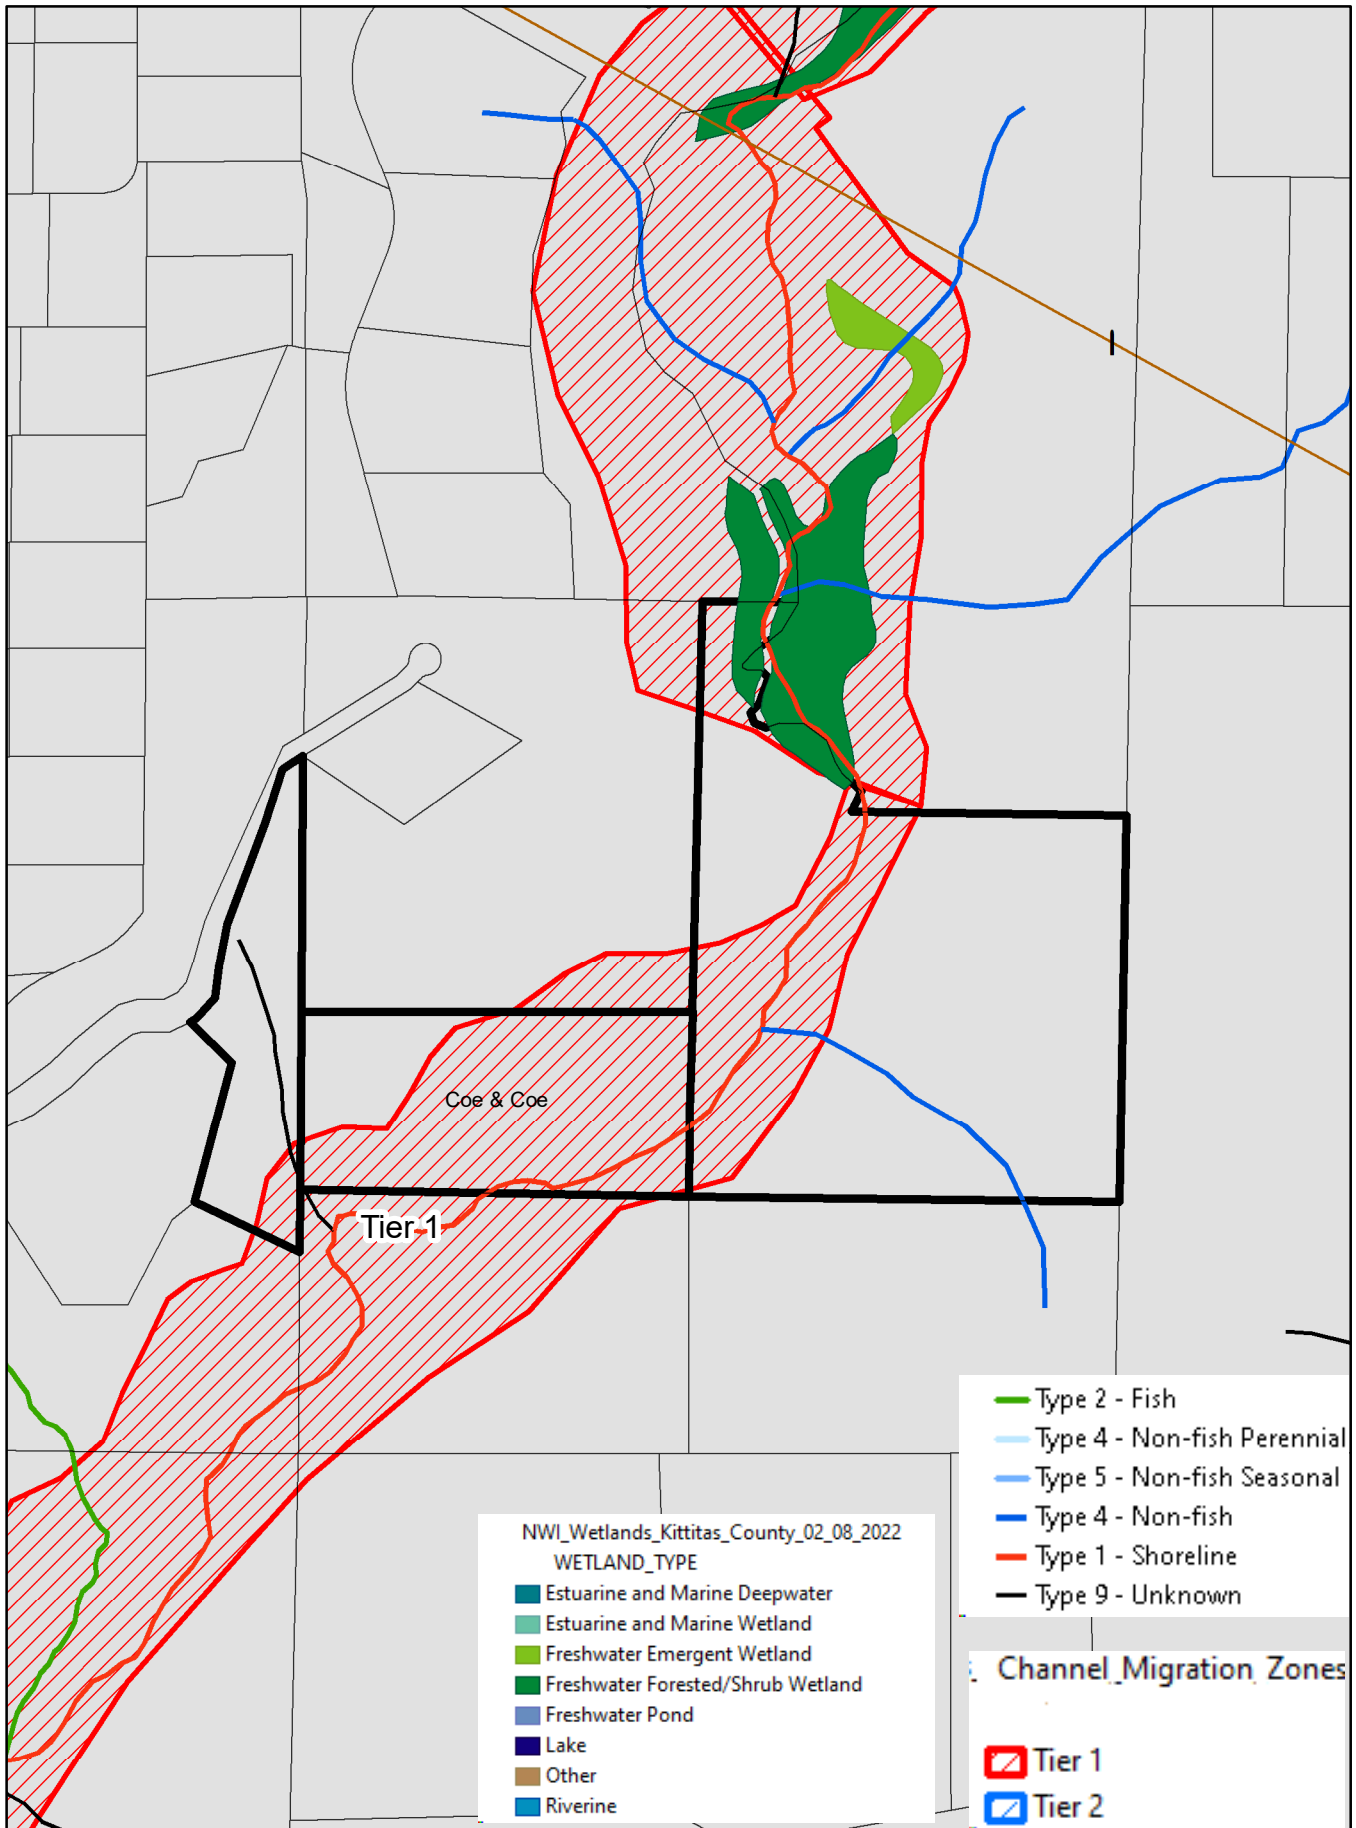 Coe & Coe
Tier 1
Type 2 - Fish
Type 4 - Non-fish Perennial
Type 5 - Non-fish Seasonal
Type 4 - Non-fish
Type 1 - Shoreline
Type 9 - Unknown
NWI_Wetlands_Kittitas_County_02_08_2022
WETLAND_TYPE
Estuarine and Marine Deepwater
Estuarine and Marine Wetland
Freshwater Emergent Wetland
Freshwater Forested/Shrub Wetland
Freshwater Pond
Lake
Other
Riverine
Channel_Migration_Zones
Tier 1
Tier 2